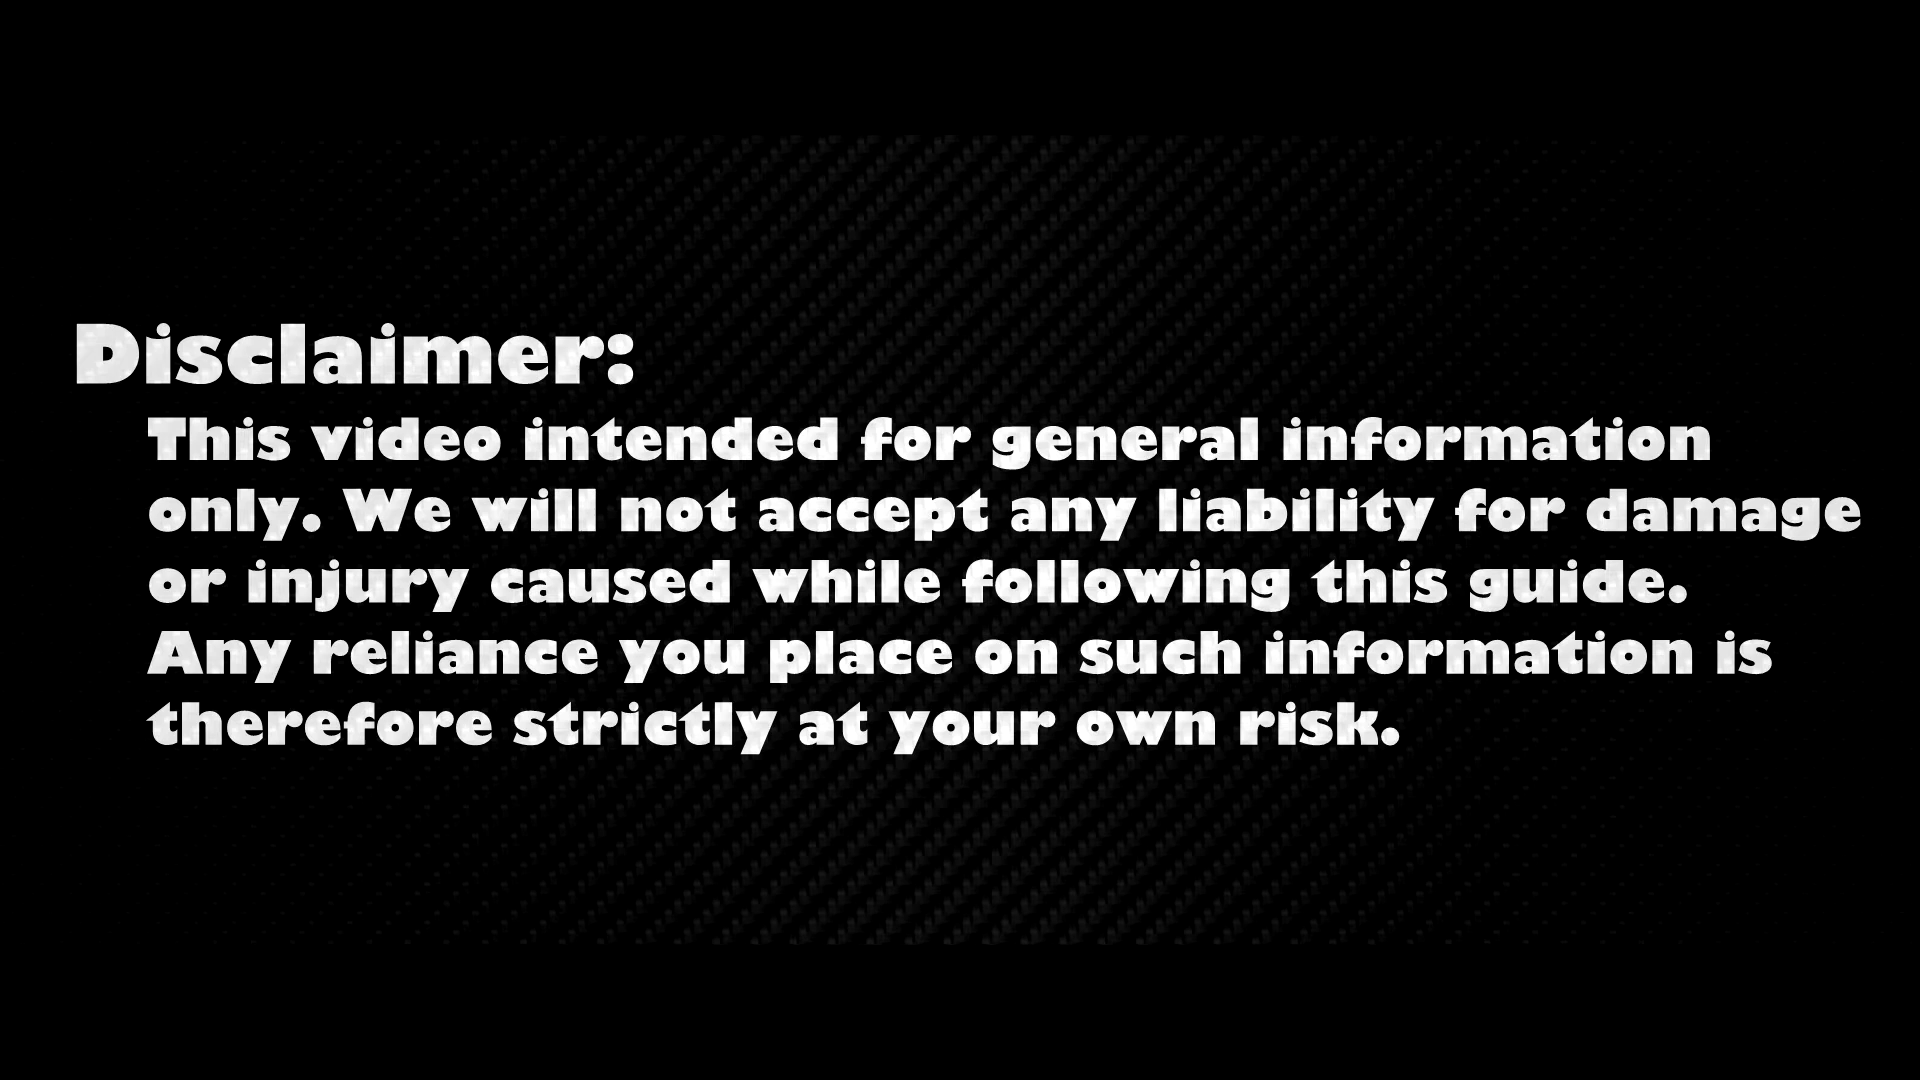 Disclaimer:
This video intended for general information
only. We will not accept any liability for damage
or injury caused while following this guide.
Any reliance you place on such information is
therefore strictly at your own risk.